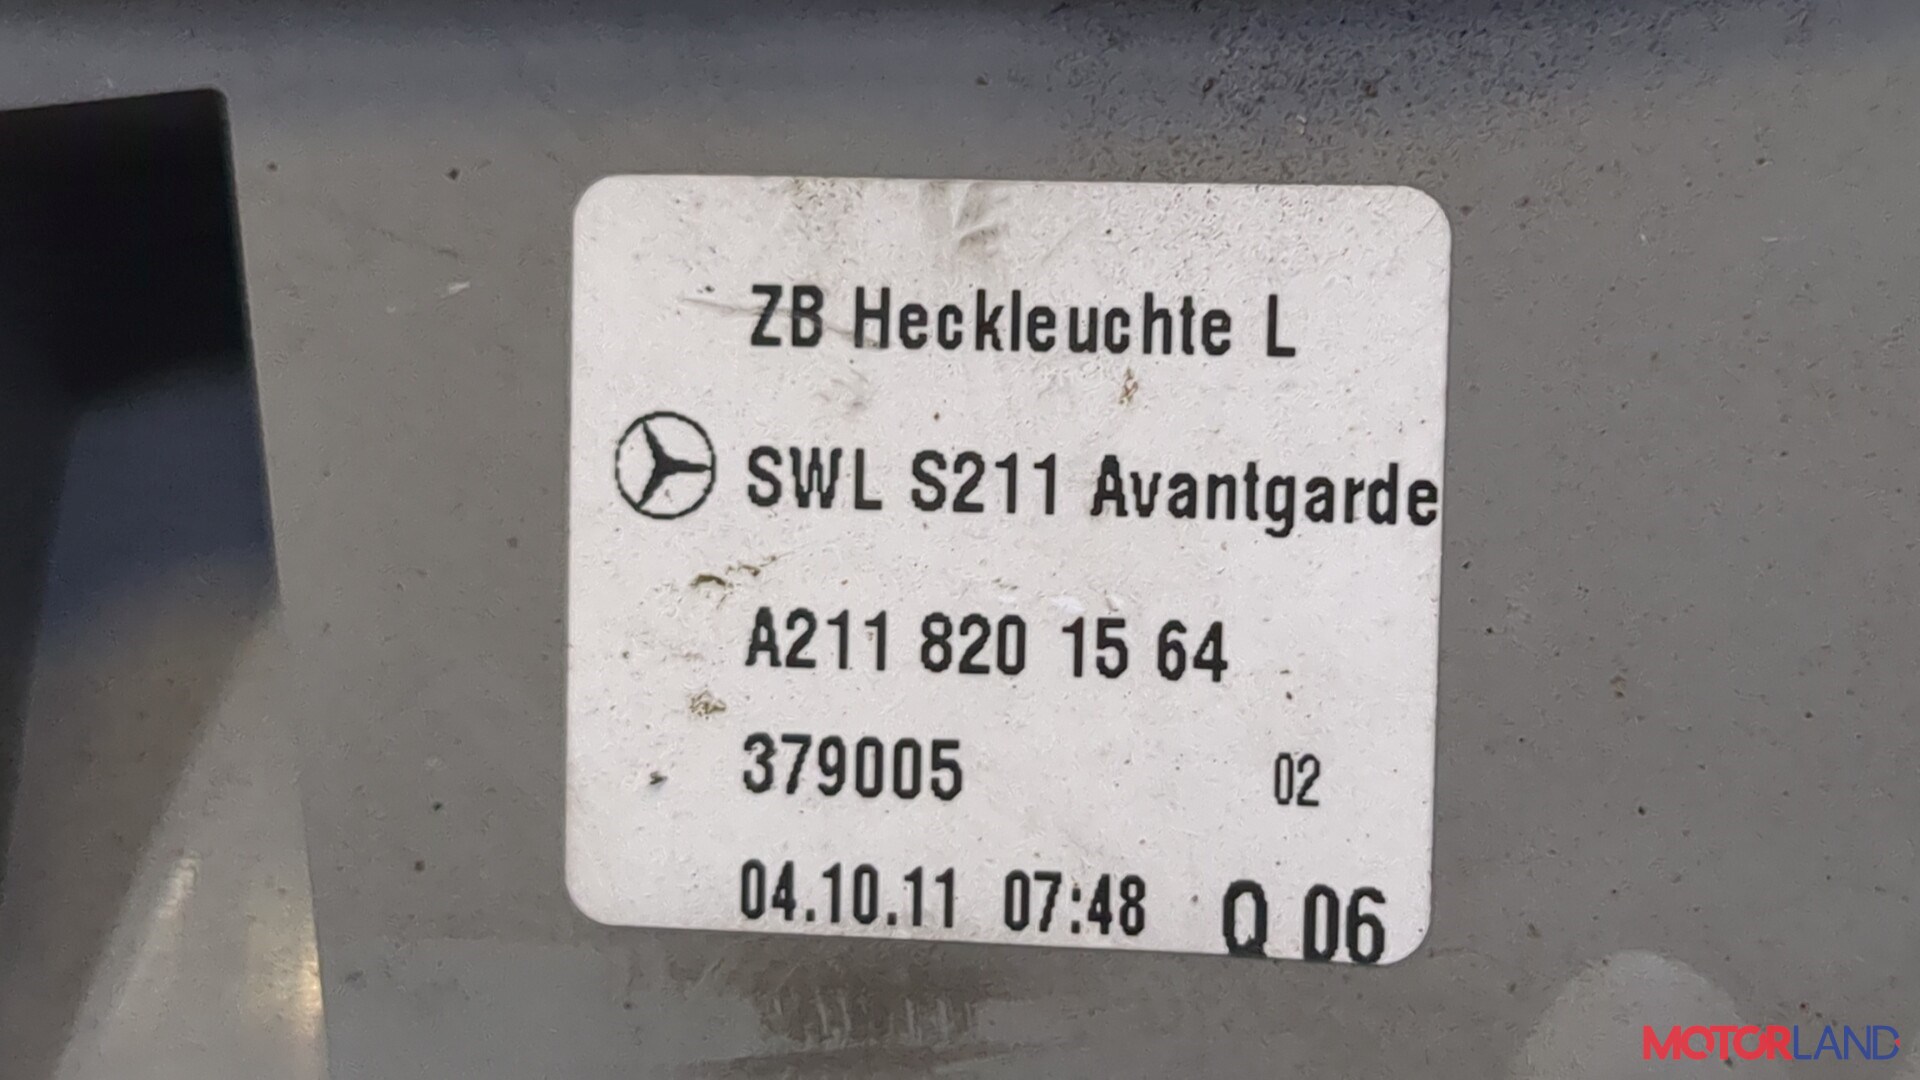 ZB Heckleuchte L
SWL S211 Avantgarde
A211 820 15 64
379005 02
04.10.11 07:48 Q 06
MOTORLAND